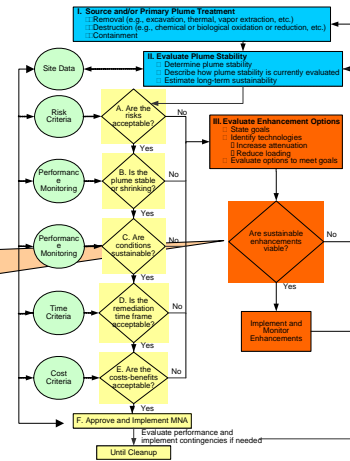 I. Source and/or Primary Plume Treatment
Removal (e.g., excavation, thermal, vapor extraction, etc.)
Destruction (e.g., chemical or biological oxidation or reduction, etc.)
Containment
II. Evaluate Plume Stability
Determine plume stability
Describe how plume stability is currently evaluated
Estimate long-term sustainability
Site Data
Risk
Criteria
A. Are the
risks
acceptable?
No
Yes
III. Evaluate Enhancement Options
State goals
Identify technologies
Increase attenuation
Reduce loading
Evaluate options to meet goals
Performanc
e
Monitoring
B. Is the
plume stable
or shrinking?
No
Yes
Performanc
e
Monitoring
C. Are
conditions
sustainable?
No
Yes
Are sustainable
enhancements
viable?
No
Yes
Time
Criteria
D. Is the
remediation
time frame
acceptable?
No
Yes
Implement and
Monitor
Enhancements
Cost
Criteria
E. Are the
costs-benefits
acceptable?
No
Yes
F. Approve and Implement MNA
Evaluate performance and
implement contingencies if needed
Until Cleanup